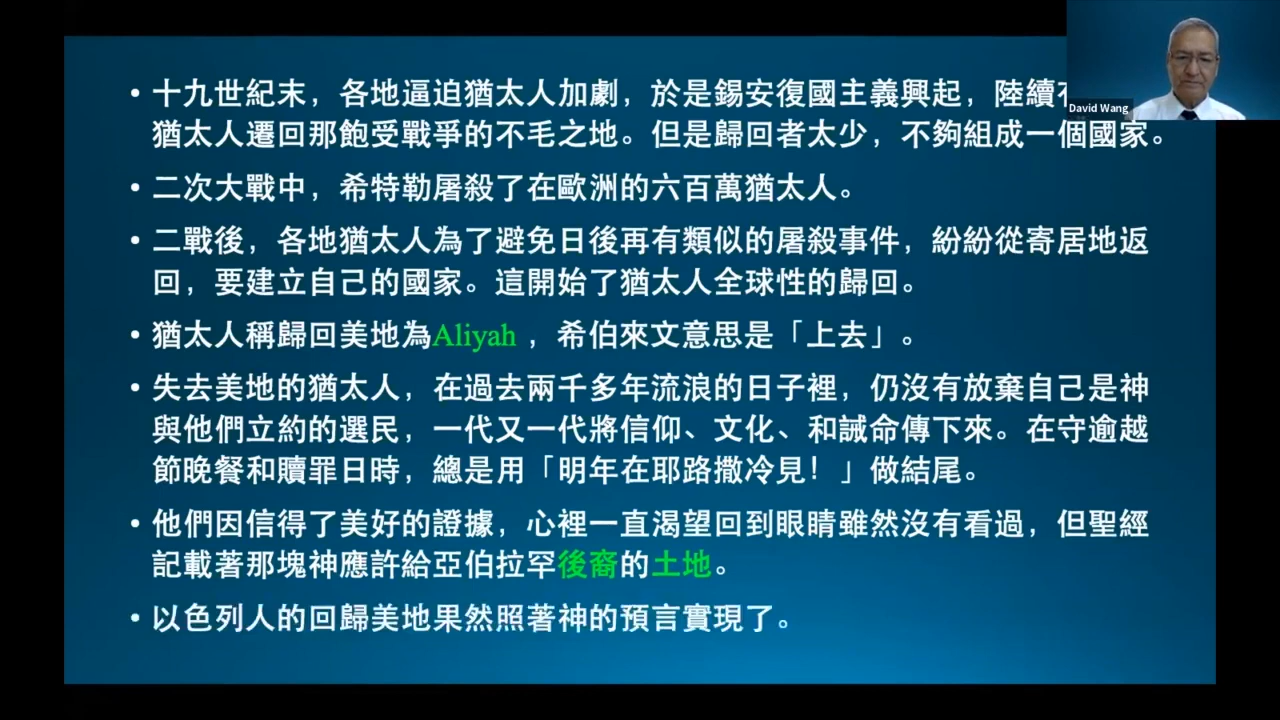 • 十九世紀末，各地逼迫猶太人加劇，於是錫安復國主義興起，陸續
猶太人遷回那飽受戰爭的不毛之地。但是歸回者太少，不夠組成一個國家。
• 二次大戰中，希特勒屠殺了在歐洲的六百萬猶太人。
• 二戰後，各地猶太人為了避免日後再有類似的屠殺事件，紛紛從寄居地返
回，要建立自己的國家。這開始了猶太人全球性的歸回。
• 猶太人稱歸回美地為Aliyah ，希伯來文意思是「上去」。
• 失去美地的猶太人，在過去兩千多年流浪的日子裡，仍沒有放棄自己是神
與他們立約的選民，一代又一代將信仰、文化、和誡命傳下來。在守逾越
節晚餐和贖罪日時，總是用「明年在耶路撒冷見！」做結尾。
• 他們因信得了美好的證據，心裡一直渴望回到眼睛雖然沒有看過，但聖經
記載著那塊神應許給亞伯拉罕後裔的土地。
• 以色列人的回歸美地果然照著神的預言實現了。
David Wang